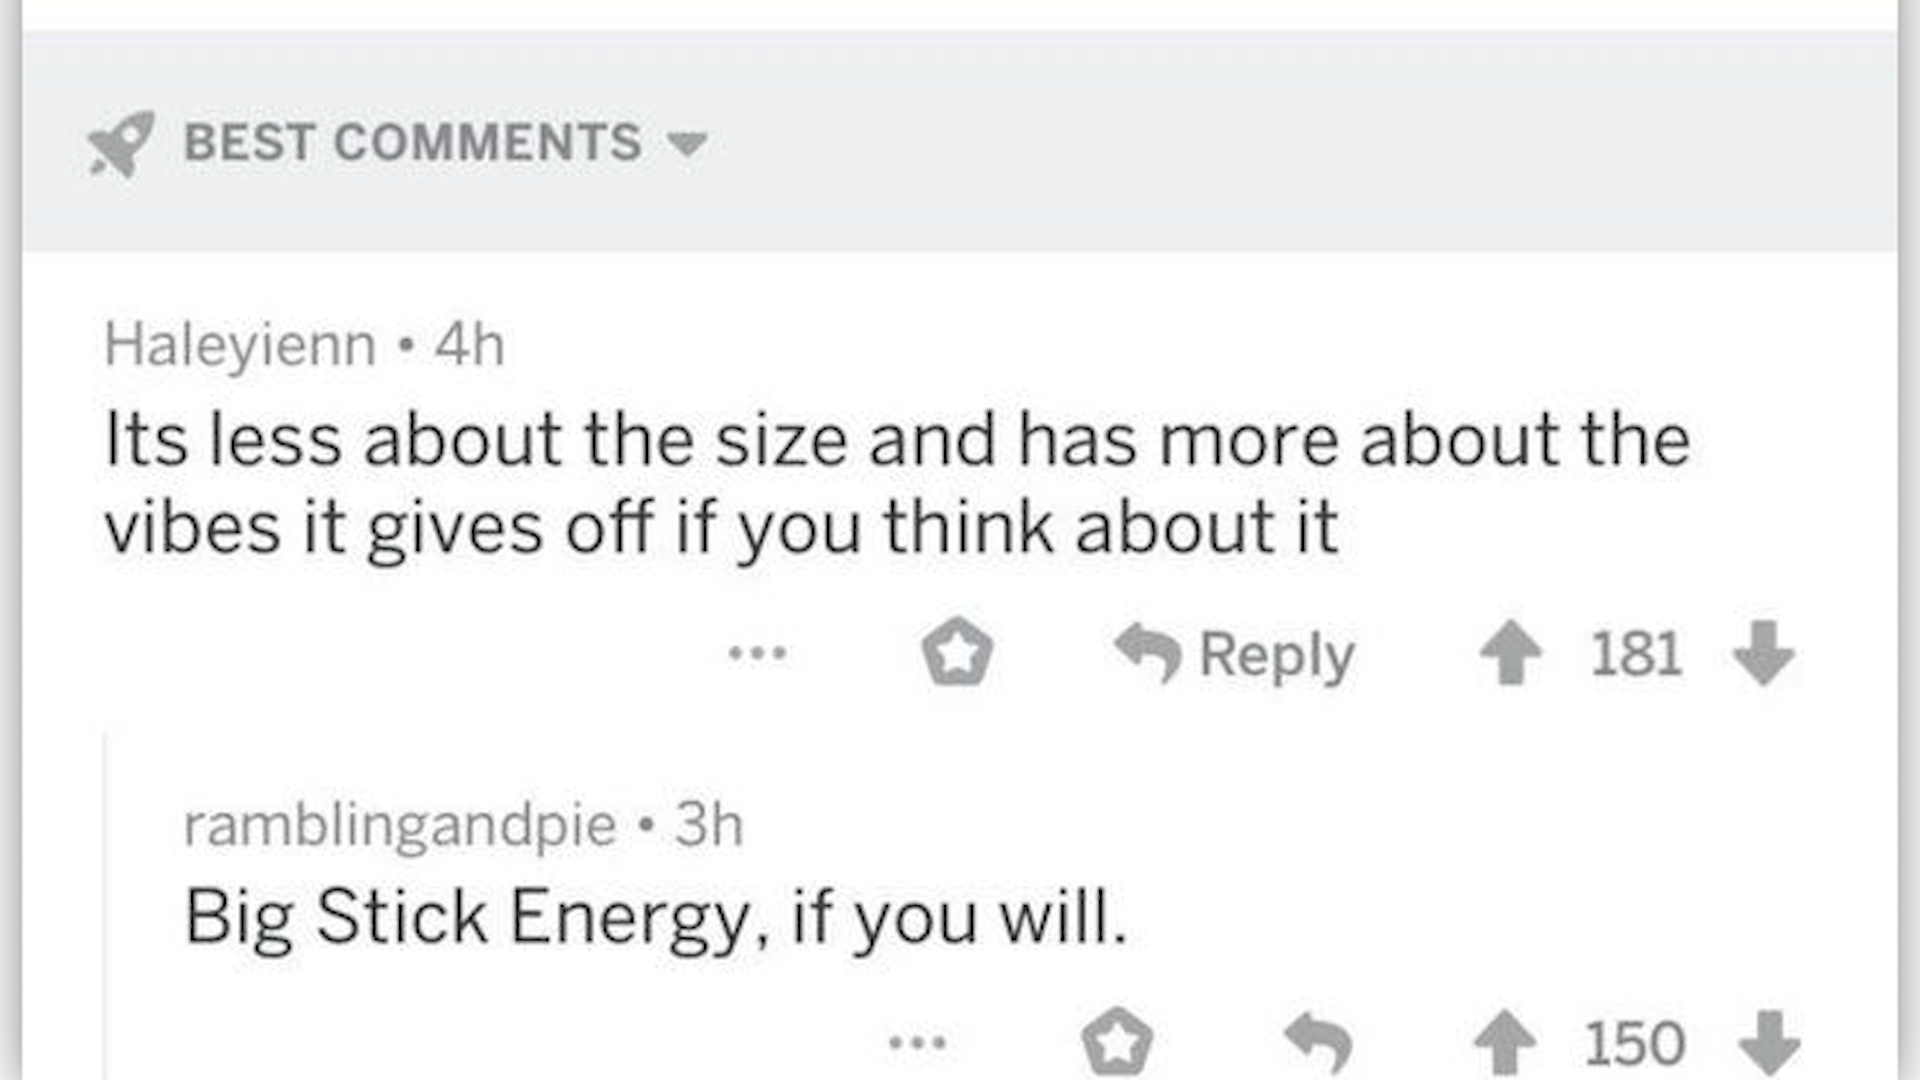 BEST COMMENTS
Haleyienn • 4h
Its less about the size and has more about the
vibes it gives off if you think about it
Reply 181
ramblingandpie • 3h
Big Stick Energy, if you will.
150